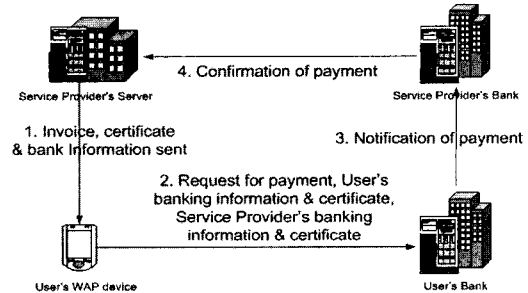 4. Confirmation of payment
Service Provider's Server
Service Provider's Bank
1. Invoice, certificate
& bank Information sent
3. Notification of payment
2. Request for payment, User's
banking information & certificate,
Service Provider's banking
information & certificate
User's WAP device
User's Bank